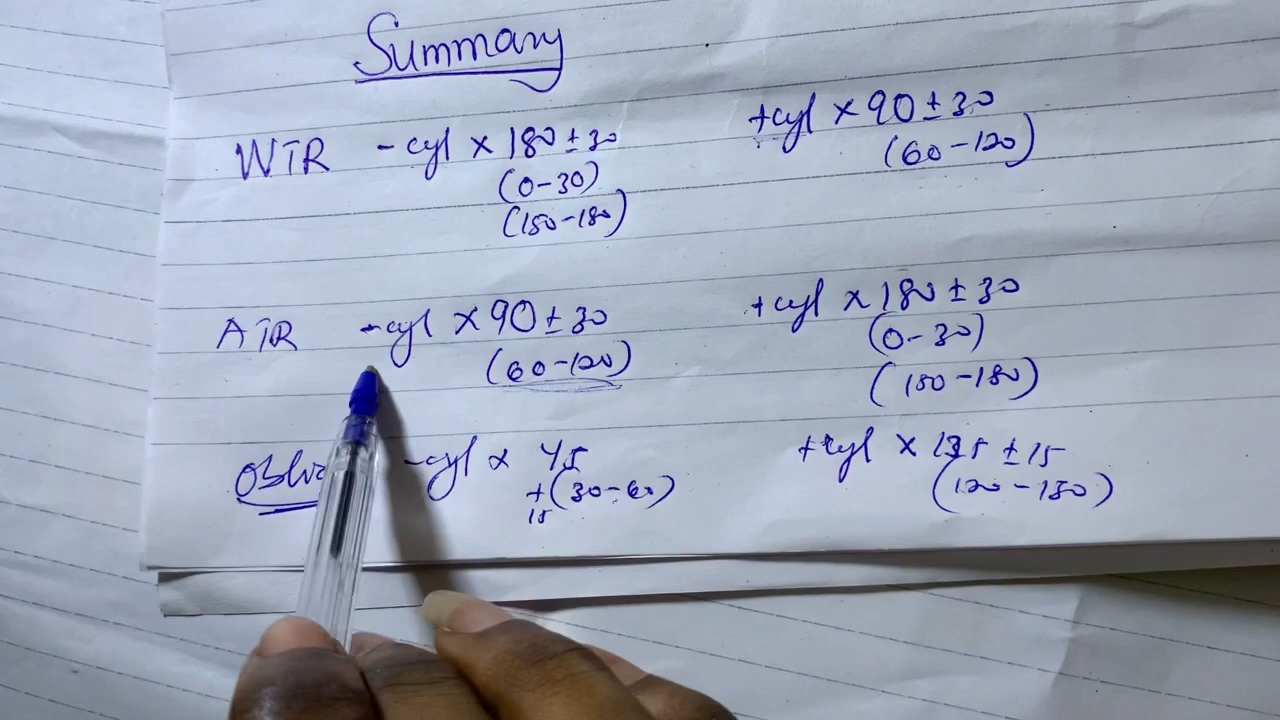 Summary
WTR - cyl × 180 ± 30 +cyl × 90 ± 30
(0-30) (60-120)
(150-180)
ATR -cyl × 90 ± 30 +cyl × 180 ± 30
(60-120) (0-30)
(150-180)
-cyl × 45 +cyl × 135 ± 15
±15 (30-60) (120-150)